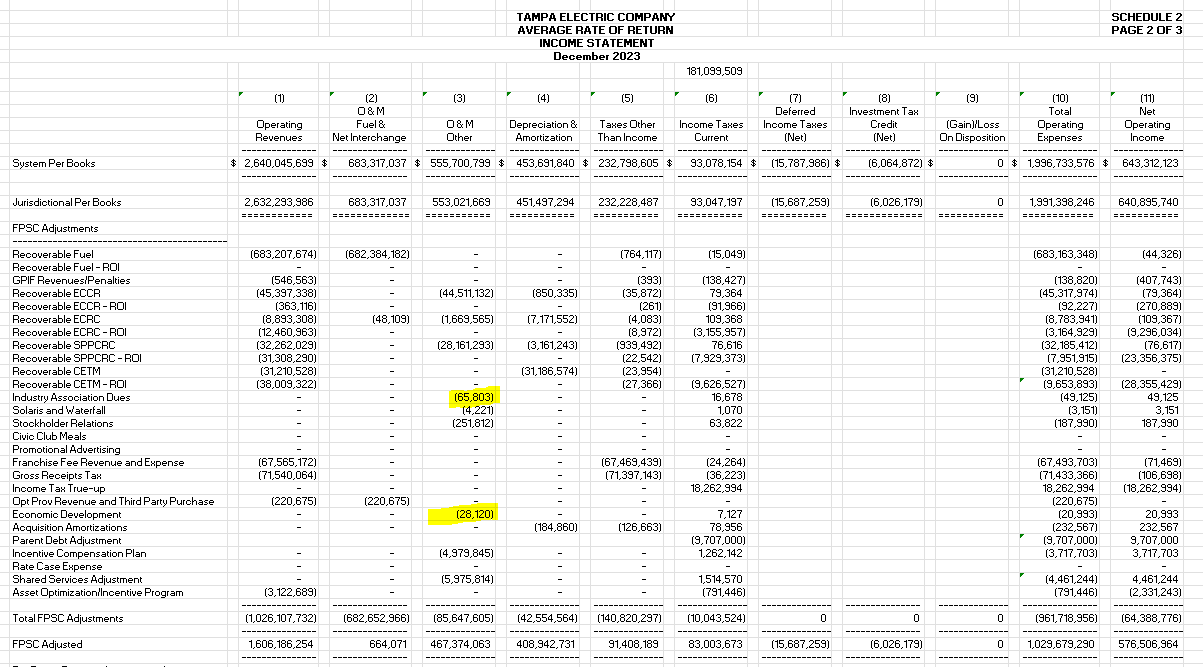 TAMPA ELECTRIC COMPANY SCHEDULE 2
AVERAGE RATE OF RETURN PAGE 2 OF 3
INCOME STATEMENT
December 2023
181,099,509
(1) (2) (3) (4) (5) (6) (7) (8) (9) (10) (11)
O & M Deferred Investment Tax Total Net
Operating Fuel & O & M Depreciation & Taxes Other Income Taxes Income Taxes Credit (Gain)/Loss Operating Operating
Revenues Net Interchange Other Amortization Than Income Current (Net) (Net) On Disposition Expenses Income
System Per Books $ 2,640,045,699 $ 683,317,037 $ 555,700,799 $ 453,691,840 $ 232,798,605 $ 93,078,154 $ (15,787,986) $ (6,064,872) $ 0 $ 1,996,733,576 $ 643,312,123
Jurisdictional Per Books 2,632,293,986 683,317,037 553,021,669 451,497,294 232,228,487 93,047,197 (15,687,259) (6,026,179) 0 1,991,398,246 640,895,740
FPSC Adjustments
Recoverable Fuel (683,207,674) (682,384,182) - - (764,117) (15,049) (683,163,348) (44,326)
Recoverable Fuel - ROI - - - - - - - -
GPIF Revenues/Penalties (546,563) - - - (393) (138,427) (138,820) (407,743)
Recoverable ECCR (45,397,338) - (44,511,132) (850,335) (35,872) 79,364 (45,317,974) (79,364)
Recoverable ECCR - ROI (363,116) - - - (261) (91,966) (92,227) (270,889)
Recoverable ECRC (8,893,308) (48,109) (1,669,565) (7,171,552) (4,083) 109,368 (8,783,941) (109,367)
Recoverable ECRC - ROI (12,460,963) - - - (8,972) (3,155,957) (3,164,929) (9,296,034)
Recoverable SPPCRC (32,262,029) - (28,161,293) (3,161,243) (939,492) 76,616 (32,185,412) (76,617)
Recoverable SPPCRC - ROI (31,308,290) - - - (22,542) (7,929,373) (7,951,915) (23,356,375)
Recoverable CETM (31,210,528) - - (31,186,574) (23,954) - (31,210,528) -
Recoverable CETM - ROI (38,009,322) - - - (27,366) (9,626,527) (9,653,893) (28,355,429)
Industry Association Dues - - (65,803) - - 16,678 (49,125) 49,125
Solaris and Waterfall - - (4,221) - - 1,070 (3,151) 3,151
Stockholder Relations - - (251,812) - - 63,822 (187,990) 187,990
Civic Club Meals - - - - - - - -
Promotional Advertising - - - - - - - -
Franchise Fee Revenue and Expense (67,565,172) - - - (67,469,439) (24,264) (67,493,703) (71,469)
Gross Receipts Tax (71,540,064) - - - (71,397,143) (36,223) (71,433,366) (106,698)
Income Tax True-up - - - - - 18,262,994 18,262,994 (18,262,994)
Opt Prov Revenue and Third Party Purchase (220,675) (220,675) - - - - (220,675) -
Economic Development - - (28,120) - - 7,127 (20,993) 20,993
Acquisition Amortizations - - - (184,860) (126,663) 78,956 (232,567) 232,567
Parent Debt Adjustment - - - - - (9,707,000) (9,707,000) 9,707,000
Incentive Compensation Plan - - (4,979,845) - - 1,262,142 (3,717,703) 3,717,703
Rate Case Expense - - - - - - - -
Shared Services Adjustment - - (5,975,814) - - 1,514,570 (4,461,244) 4,461,244
Asset Optimization/Incentive Program (3,122,689) - - - - (791,446) (791,446) (2,331,243)
Total FPSC Adjustments (1,026,107,732) (682,652,966) (85,647,605) (42,554,564) (140,820,297) (10,043,524) 0 0 0 (961,718,956) (64,388,776)
FPSC Adjusted 1,606,186,254 664,071 467,374,063 408,942,731 91,408,189 83,003,673 (15,687,259) (6,026,179) 0 1,029,679,290 576,506,964